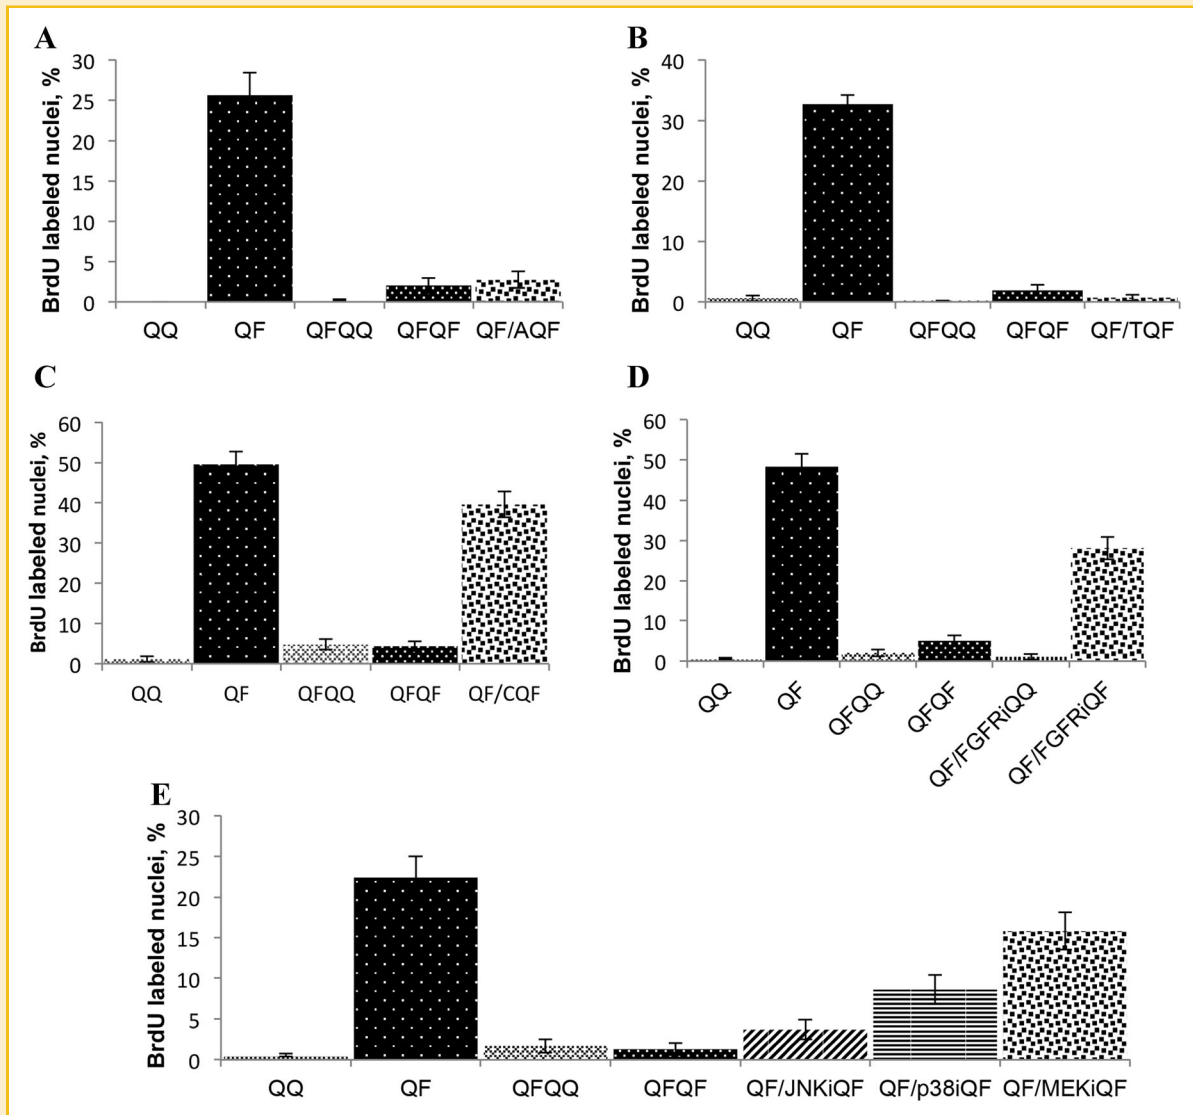 A
BrdU labeled nuclei, %
30
25
20
15
10
5
0
QQ QF QFQQ QFQF QF/AQF
B
BrdU labeled nuclei, %
40
30
20
10
0
QQ QF QFQQ QFQF QF/TQF
C
BrdU labeled nuclei, %
60
50
40
30
20
10
0
QQ QF QFQQ QFQF QF/CQF
D
BrdU labeled nuclei, %
60
50
40
30
20
10
0
QQ QF QFQQ QFQF QF/FGFRiQQ QF/FGFRiQF
E
BrdU labeled nuclei, %
30
25
20
15
10
5
0
QQ QF QFQQ QFQF QF/JNKiQF QF/p38iQF QF/MEKiQF